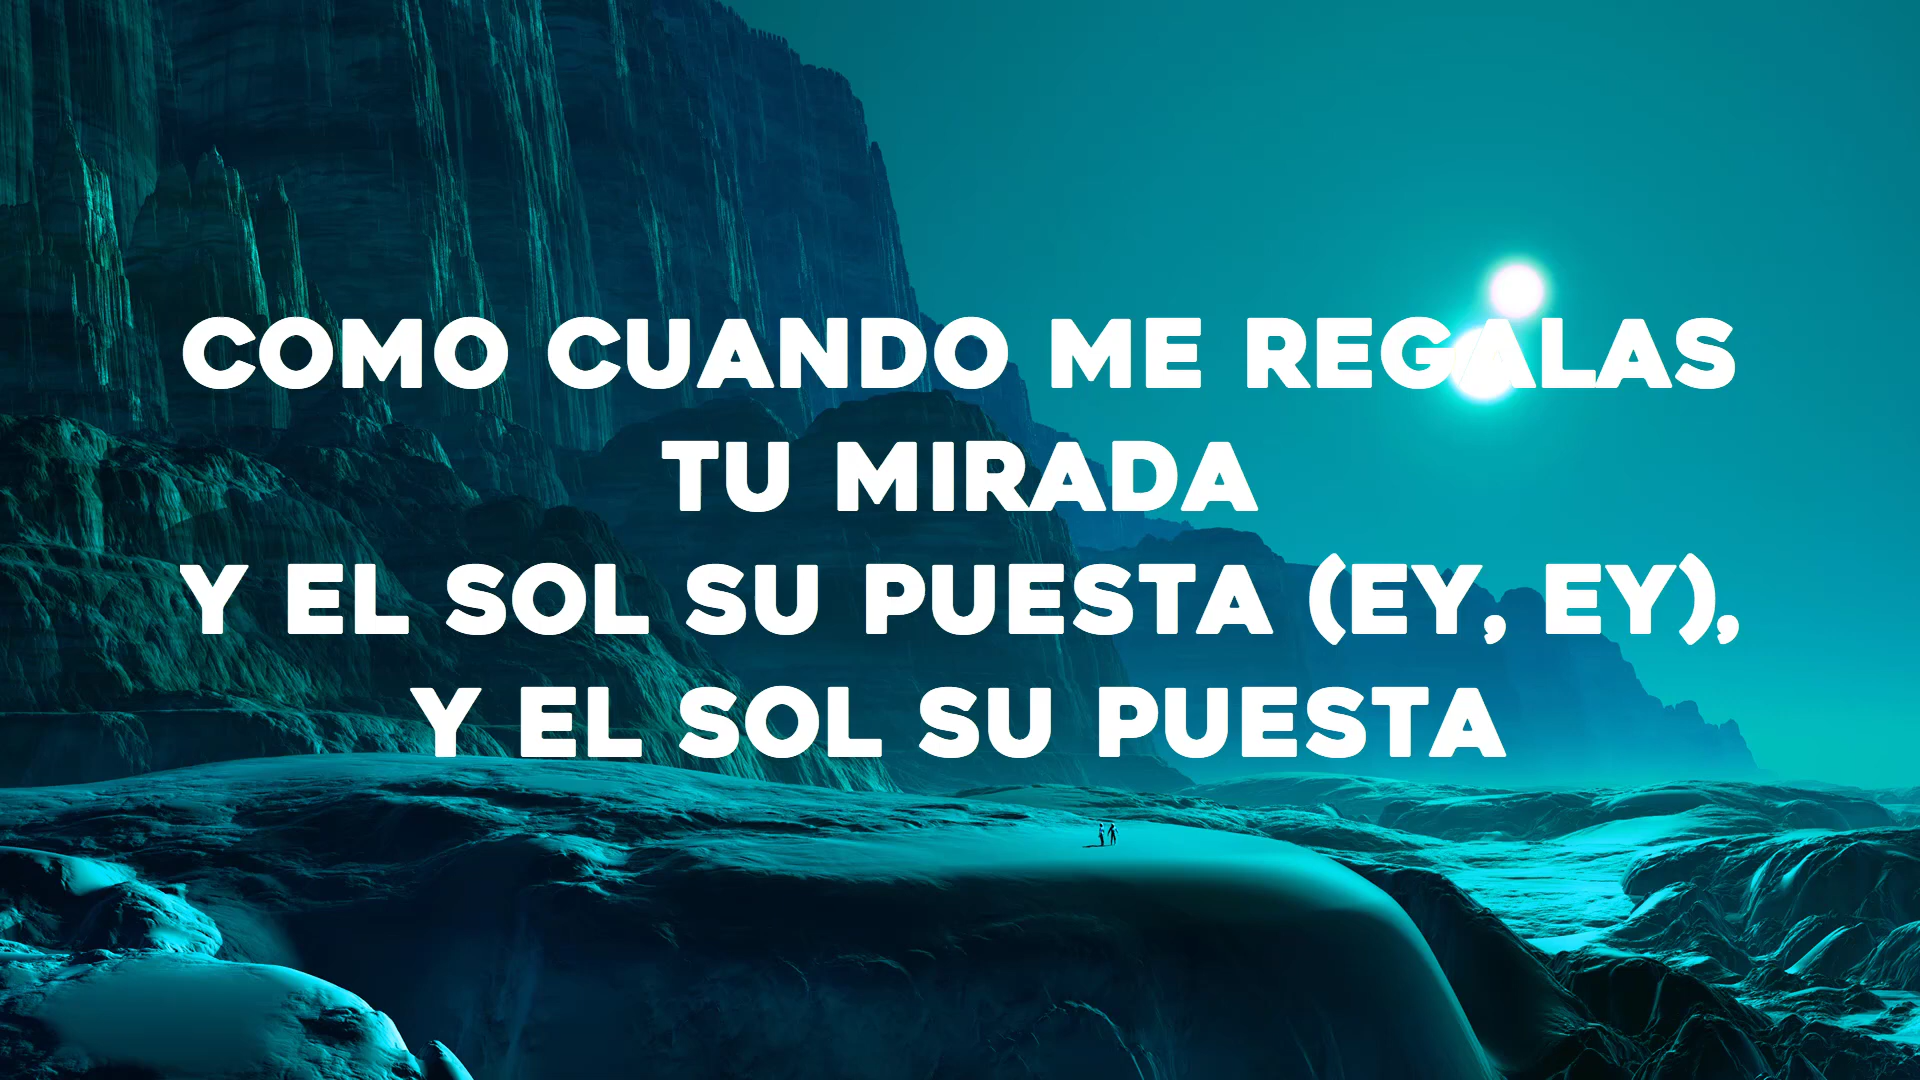 COMO CUANDO ME REGALAS
TU MIRADA
Y EL SOL SU PUESTA (EY, EY),
Y EL SOL SU PUESTA